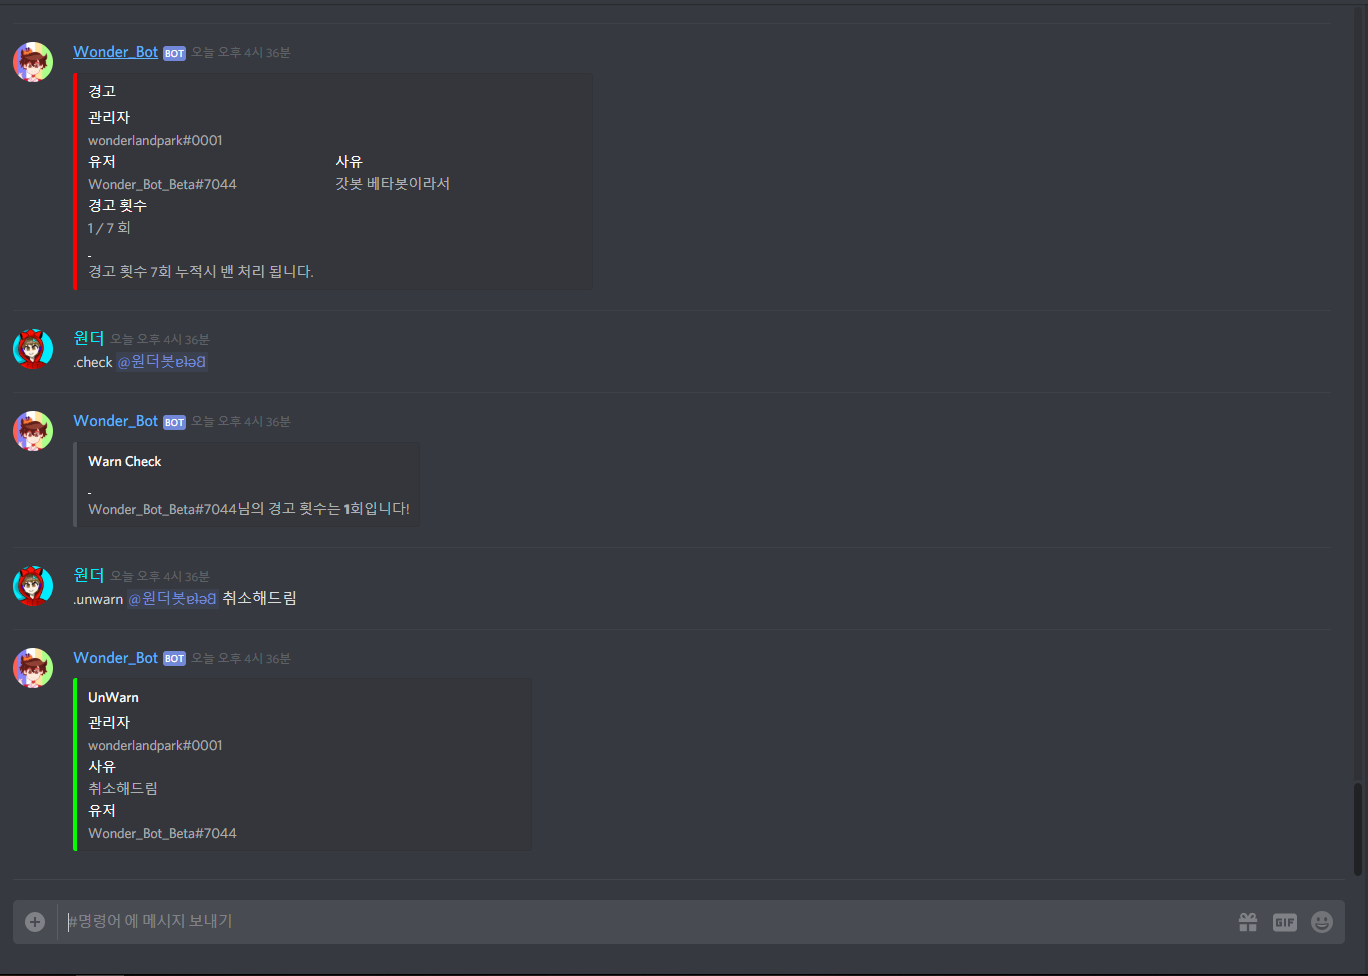 Wonder_Bot BOT 오늘 오후 4시 36분
경고
관리자
wonderlandpark#0001
유저 사유
Wonder_Bot_Beta#7044 갓봇 베타봇이라서
경고 횟수
1 / 7 회
-
경고 횟수 7회 누적시 밴 처리 됩니다.
원더 오늘 오후 4시 36분
.check @원더봇ɐʇǝᗺ
Wonder_Bot BOT 오늘 오후 4시 36분
Warn Check
-
Wonder_Bot_Beta#7044님의 경고 횟수는 1회입니다!
원더 오늘 오후 4시 36분
.unwarn @원더봇ɐʇǝᗺ 취소해드림
Wonder_Bot BOT 오늘 오후 4시 36분
UnWarn
관리자
wonderlandpark#0001
사유
취소해드림
유저
Wonder_Bot_Beta#7044
#명령어 에 메시지 보내기 GIF